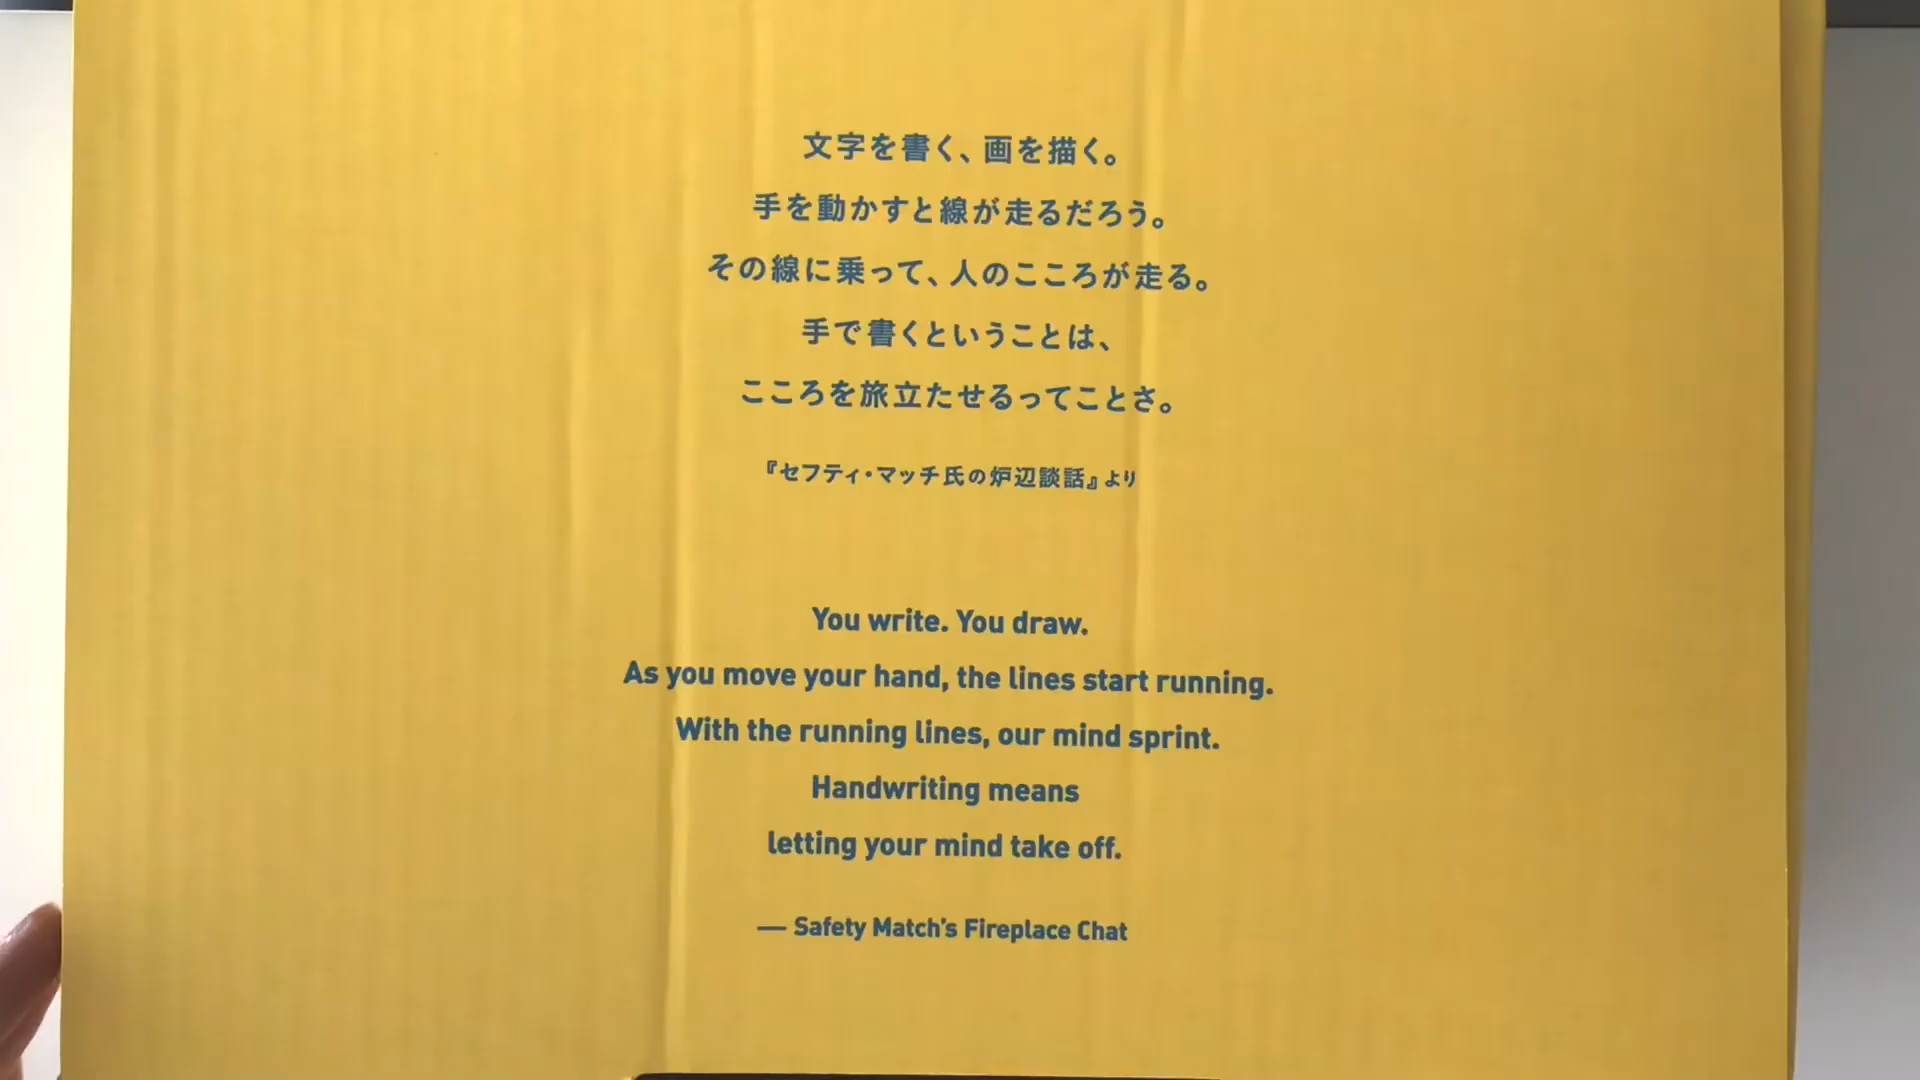 文字を書く、画を描く。
手を動かすと線が走るだろう。
その線に乗って、人のこころが走る。
手で書くということは、
こころを旅立たせるってことさ。
『セフティ・マッチ氏の炉辺談話』より
You write. You draw.
As you move your hand, the lines start running.
With the running lines, our mind sprint.
Handwriting means
letting your mind take off.
— Safety Match's Fireplace Chat